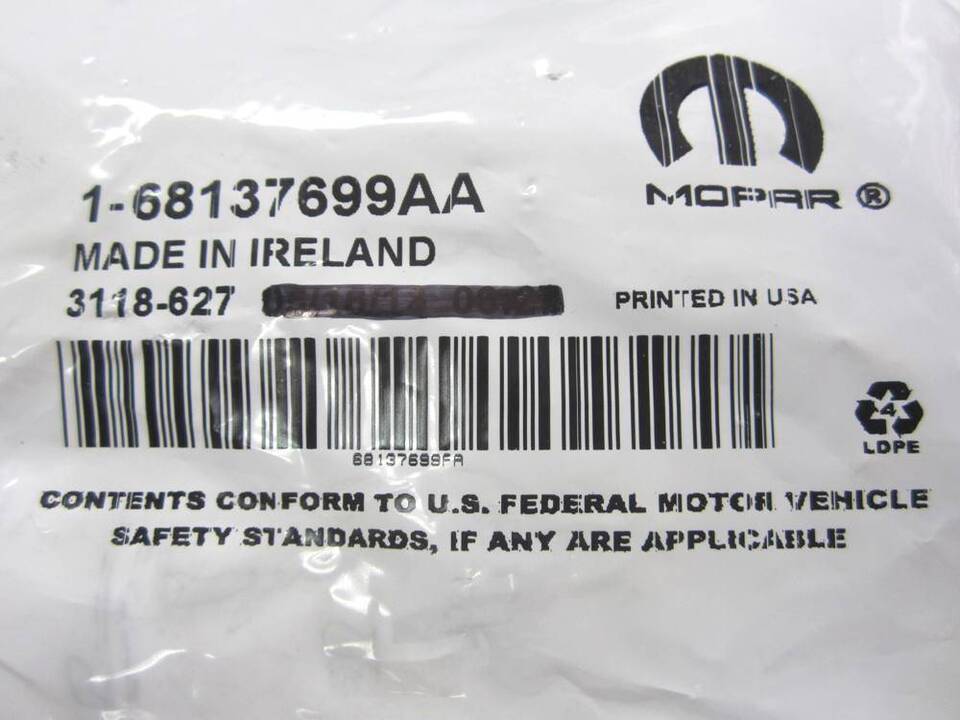 MOPAR ®
1-68137699AA
MADE IN IRELAND
3118-627
PRINTED IN USA
68137699FA
4
LDPE
CONTENTS CONFORM TO U.S. FEDERAL MOTOR VEHICLE
SAFETY STANDARDS, IF ANY ARE APPLICABLE